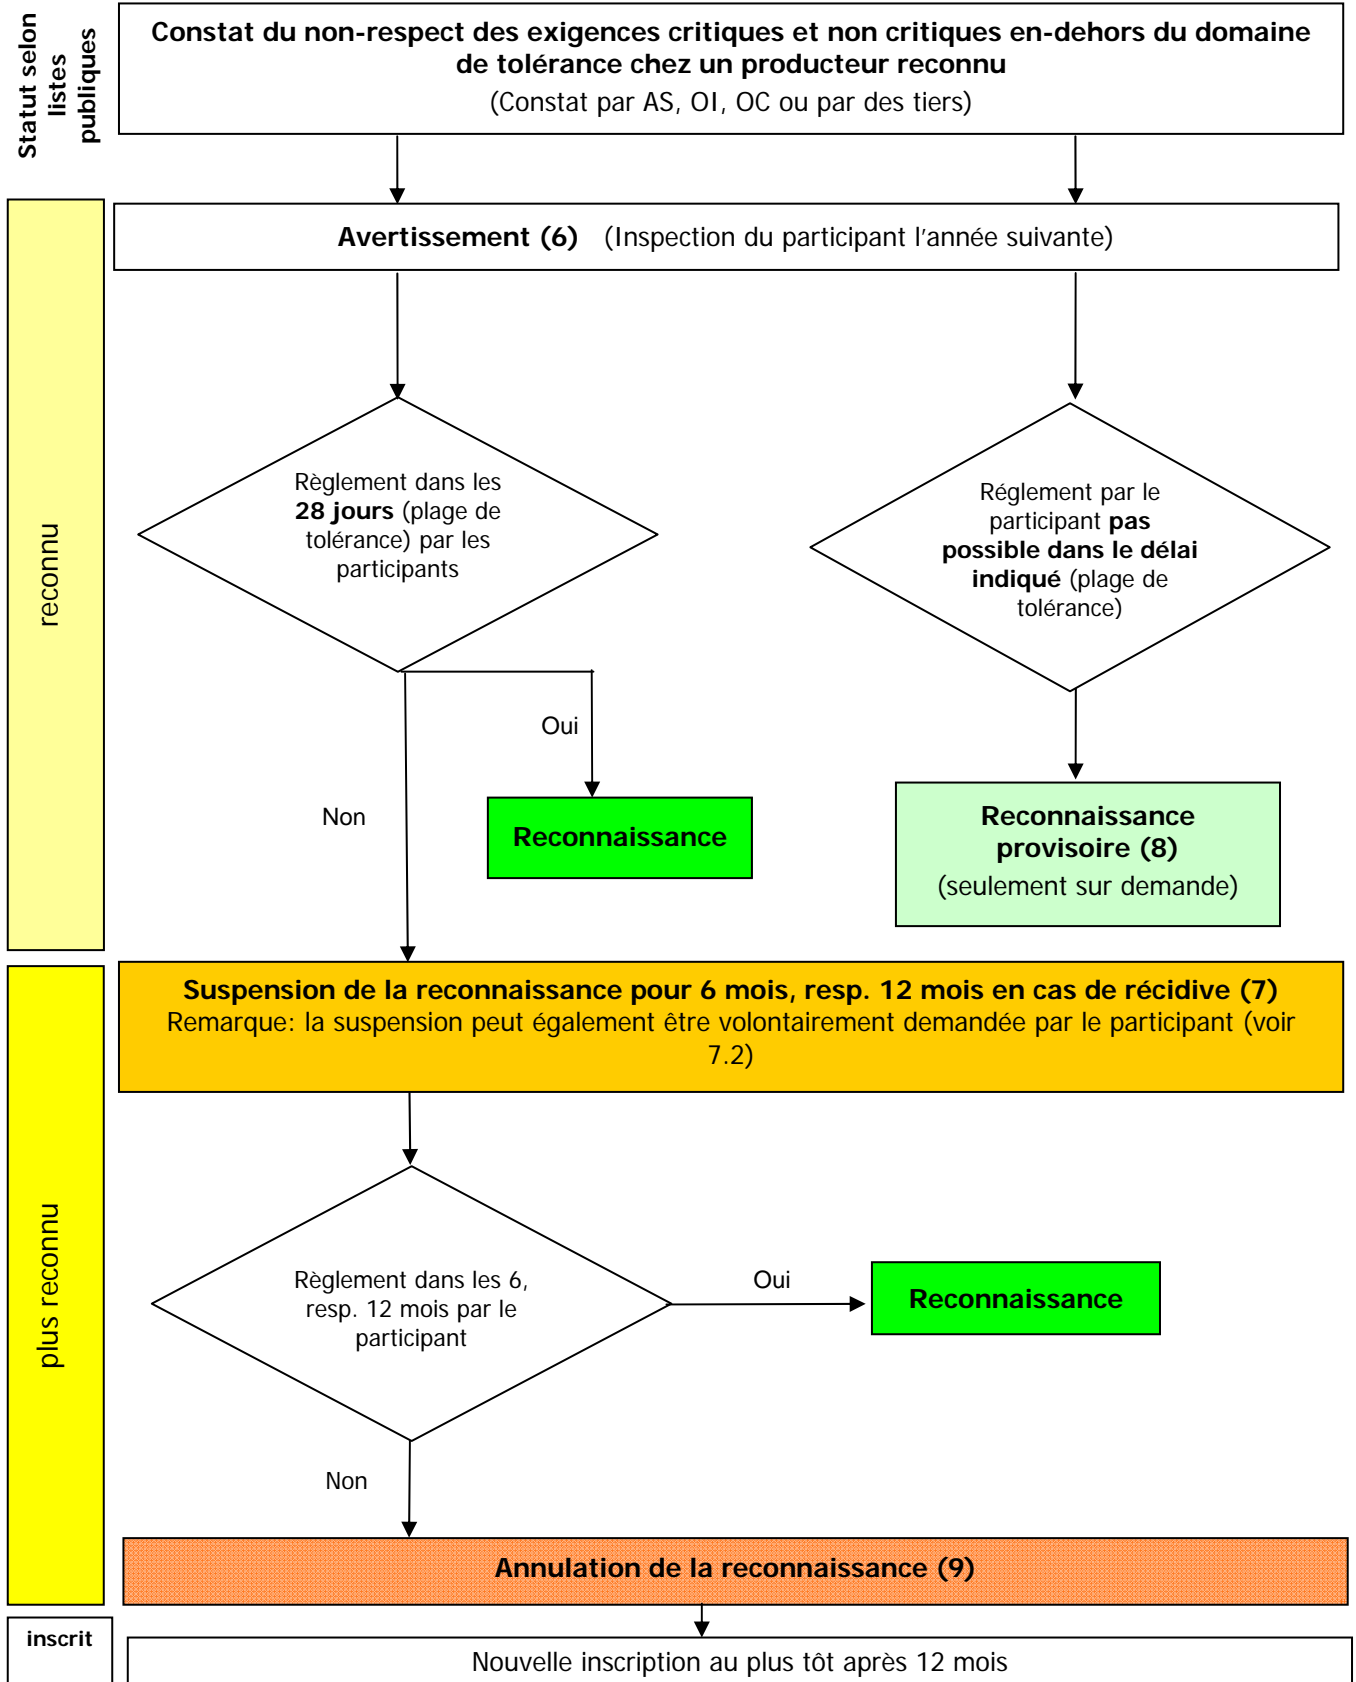 Statut selon
listes
publiques
Constat du non-respect des exigences critiques et non critiques en-dehors du domaine
de tolérance chez un producteur reconnu
(Constat par AS, OI, OC ou par des tiers)
reconnu
Avertissement (6) (Inspection du participant l'année suivante)
Règlement dans les
28 jours (plage de
tolérance) par les
participants
Réglement par le
participant pas
possible dans le délai
indiqué (plage de
tolérance)
Oui
Non
Reconnaissance
Reconnaissance
provisoire (8)
(seulement sur demande)
plus reconnu
Suspension de la reconnaissance pour 6 mois, resp. 12 mois en cas de récidive (7)
Remarque: la suspension peut également être volontairement demandée par le participant (voir
7.2)
Règlement dans les 6,
resp. 12 mois par le
participant
Oui
Reconnaissance
Non
Annulation de la reconnaissance (9)
inscrit
Nouvelle inscription au plus tôt après 12 mois